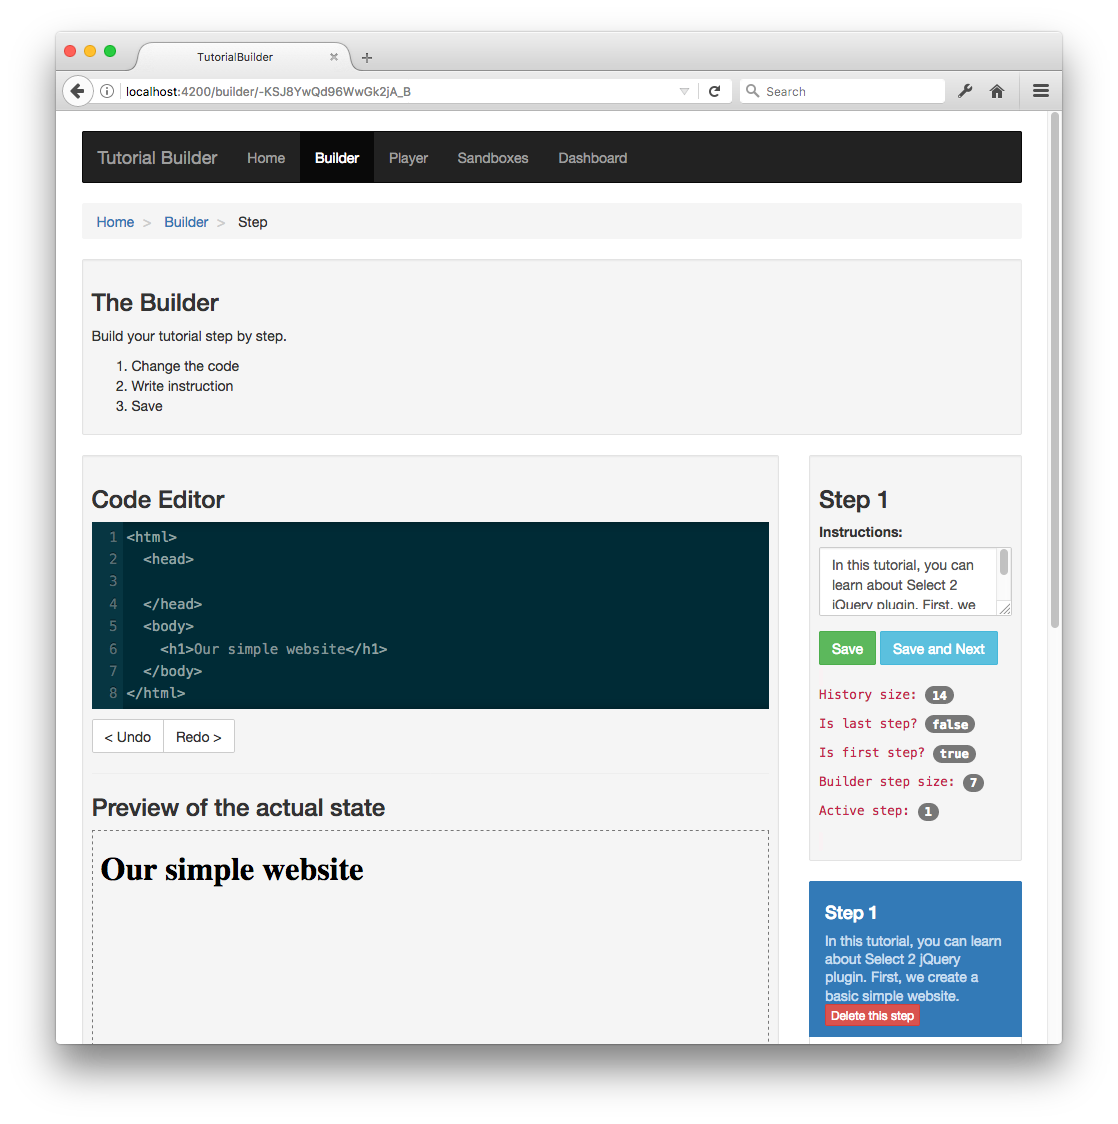 TutorialBuilder
localhost:4200/builder/-KSJ8YwQd96WwGk2jA_B
Search
Tutorial Builder Home Builder Player Sandboxes Dashboard
Home > Builder > Step
The Builder
Build your tutorial step by step.
1. Change the code
2. Write instruction
3. Save
Code Editor
1 <html>
2 <head>
3
4 </head>
5 <body>
6 <h1>Our simple website</h1>
7 </body>
8 </html>
< Undo Redo >
Preview of the actual state
Our simple website
Step 1
Instructions:
In this tutorial, you can
learn about Select 2
jQuery plugin. First, we
Save Save and Next
History size: 14
Is last step? false
Is first step? true
Builder step size: 7
Active step: 1
Step 1
In this tutorial, you can learn
about Select 2 jQuery
plugin. First, we create a
basic simple website.
Delete this step